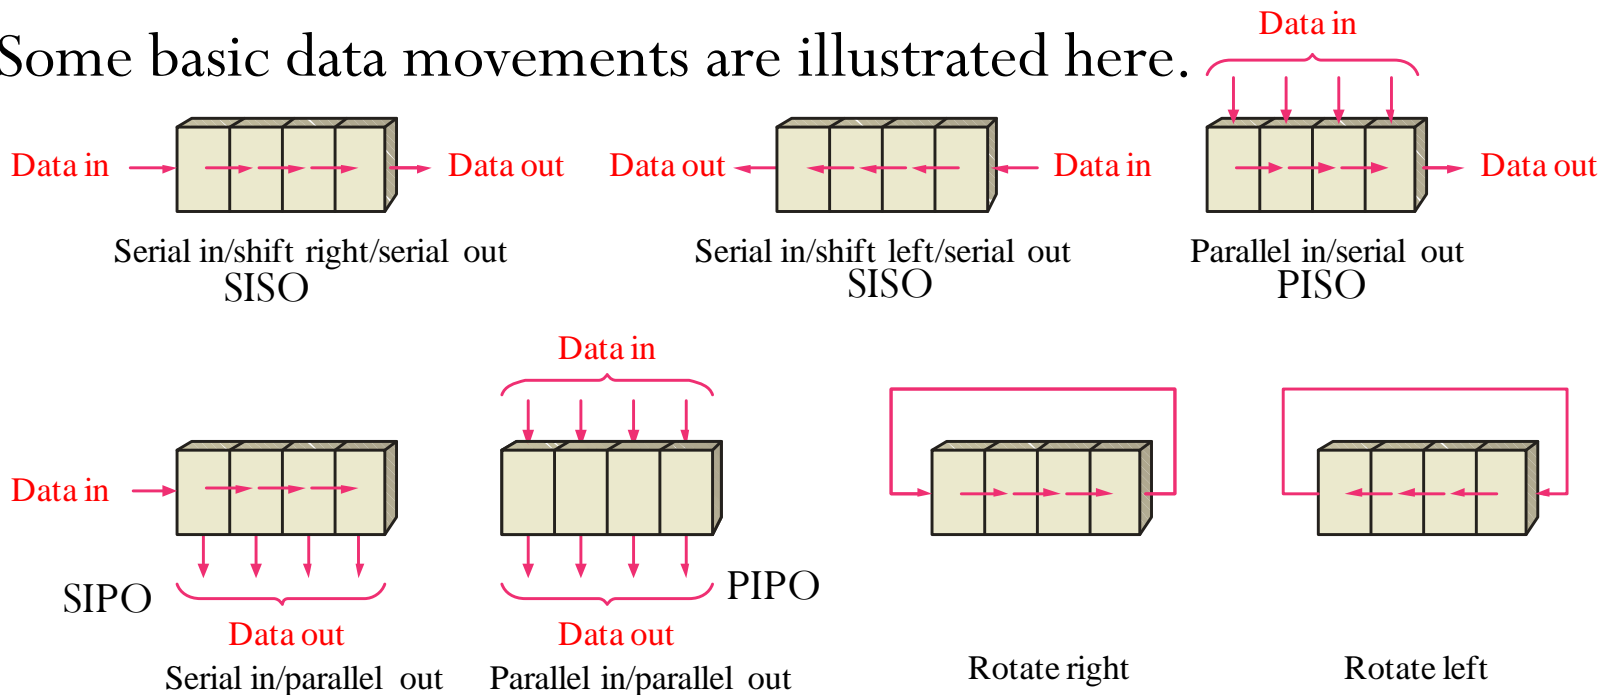 Some basic data movements are illustrated here.
Data in
Data in
Data out
Data out
Data in
Data out
Serial in/shift right/serial out
SISO
Serial in/shift left/serial out
SISO
Parallel in/serial out
PISO
Data in
Data in
SIPO
Data out
Serial in/parallel out
PIPO
Data out
Parallel in/parallel out
Rotate right
Rotate left